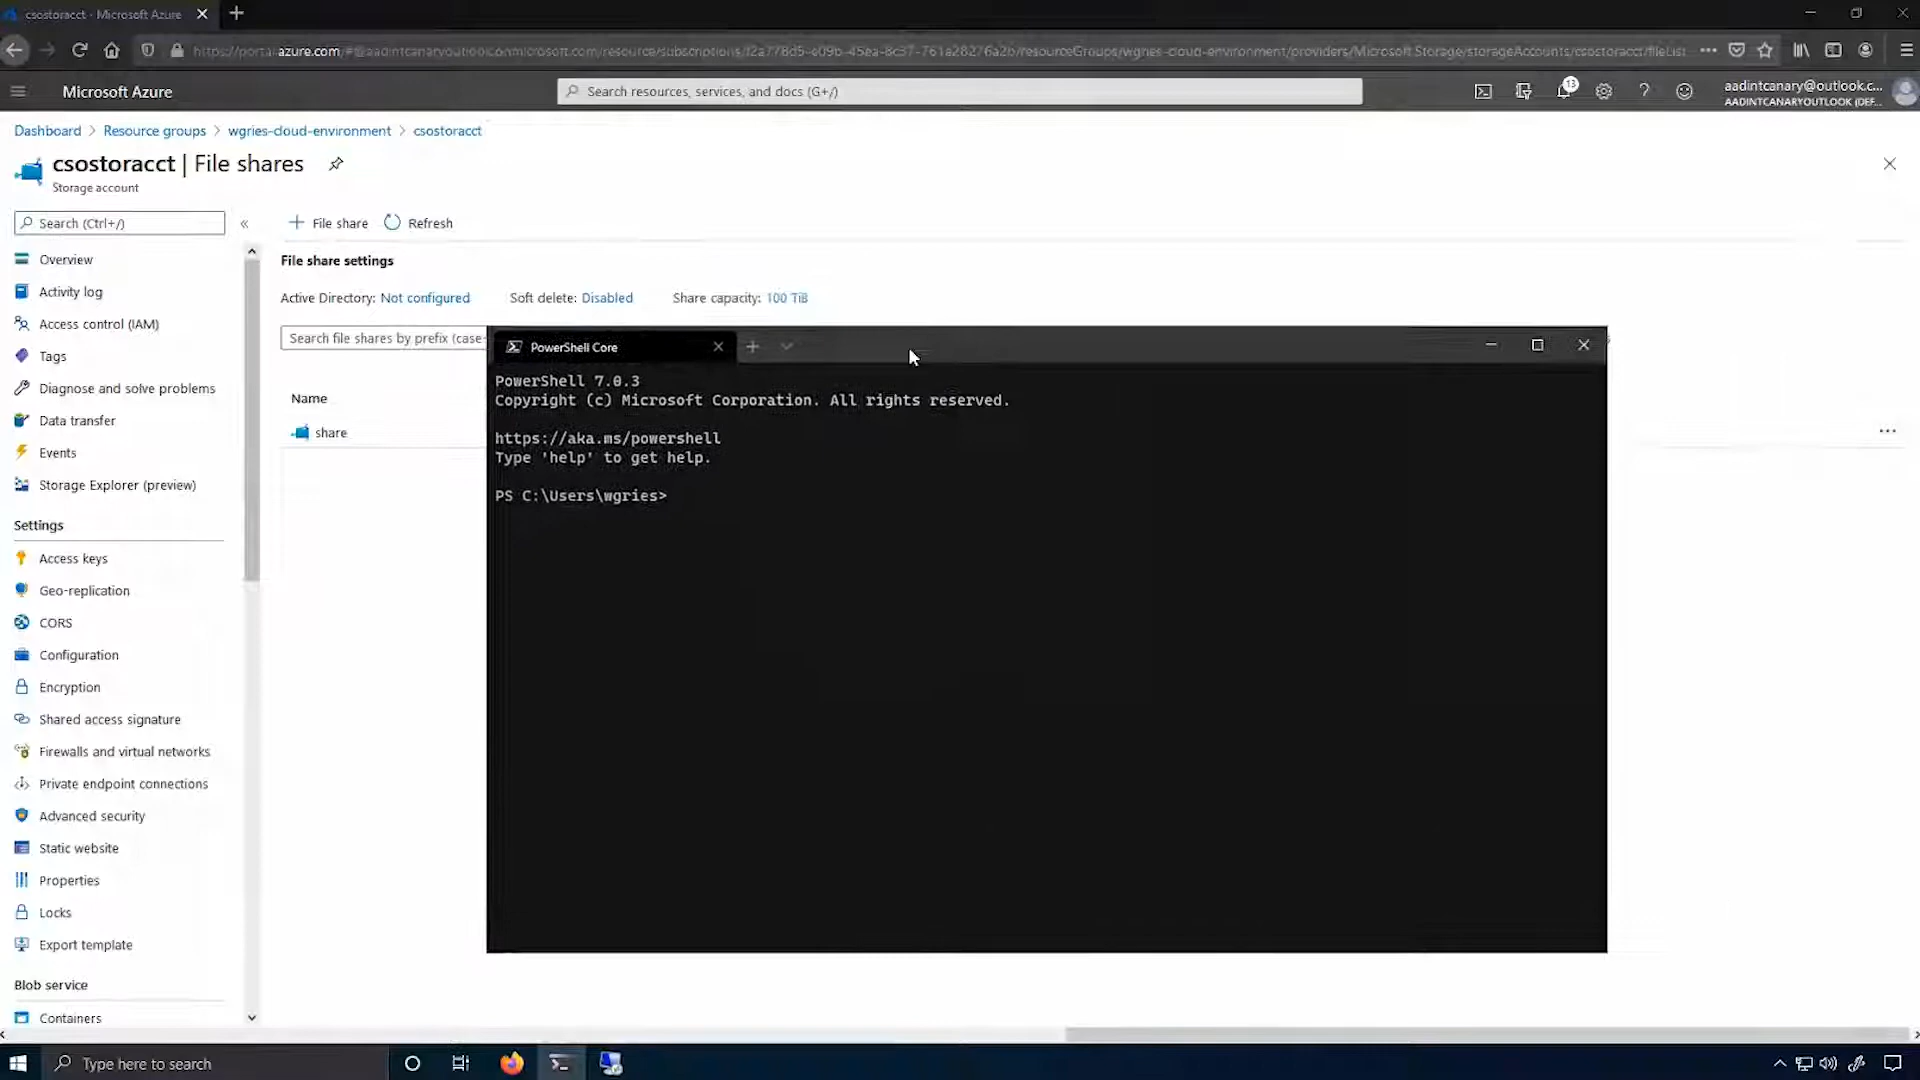 csostoracct - Microsoft Azure
azure.com
Microsoft Azure
Search resources, services, and docs (G+/)
13
aadintcanary@outlook.c...
AADINTCANARYOUTLOOK (DEF...
Dashboard > Resource groups > wgries-cloud-environment > csostoracct
csostoracct | File shares
Storage account
Search (Ctrl+/)
«
+ File share
Refresh
Overview
Activity log
Access control (IAM)
Tags
Diagnose and solve problems
Data transfer
Events
Storage Explorer (preview)
Settings
Access keys
Geo-replication
CORS
Configuration
Encryption
Shared access signature
Firewalls and virtual networks
Private endpoint connections
Advanced security
Static website
Properties
Locks
Export template
Blob service
Containers
File share settings
Active Directory: Not configured
Soft delete: Disabled
Share capacity: 100 TiB
Search file shares by prefix (case-
Name
share
PowerShell Core
PowerShell 7.0.3
Copyright (c) Microsoft Corporation. All rights reserved.
https://aka.ms/powershell
Type 'help' to get help.
PS C:\Users\wgries>
Type here to search